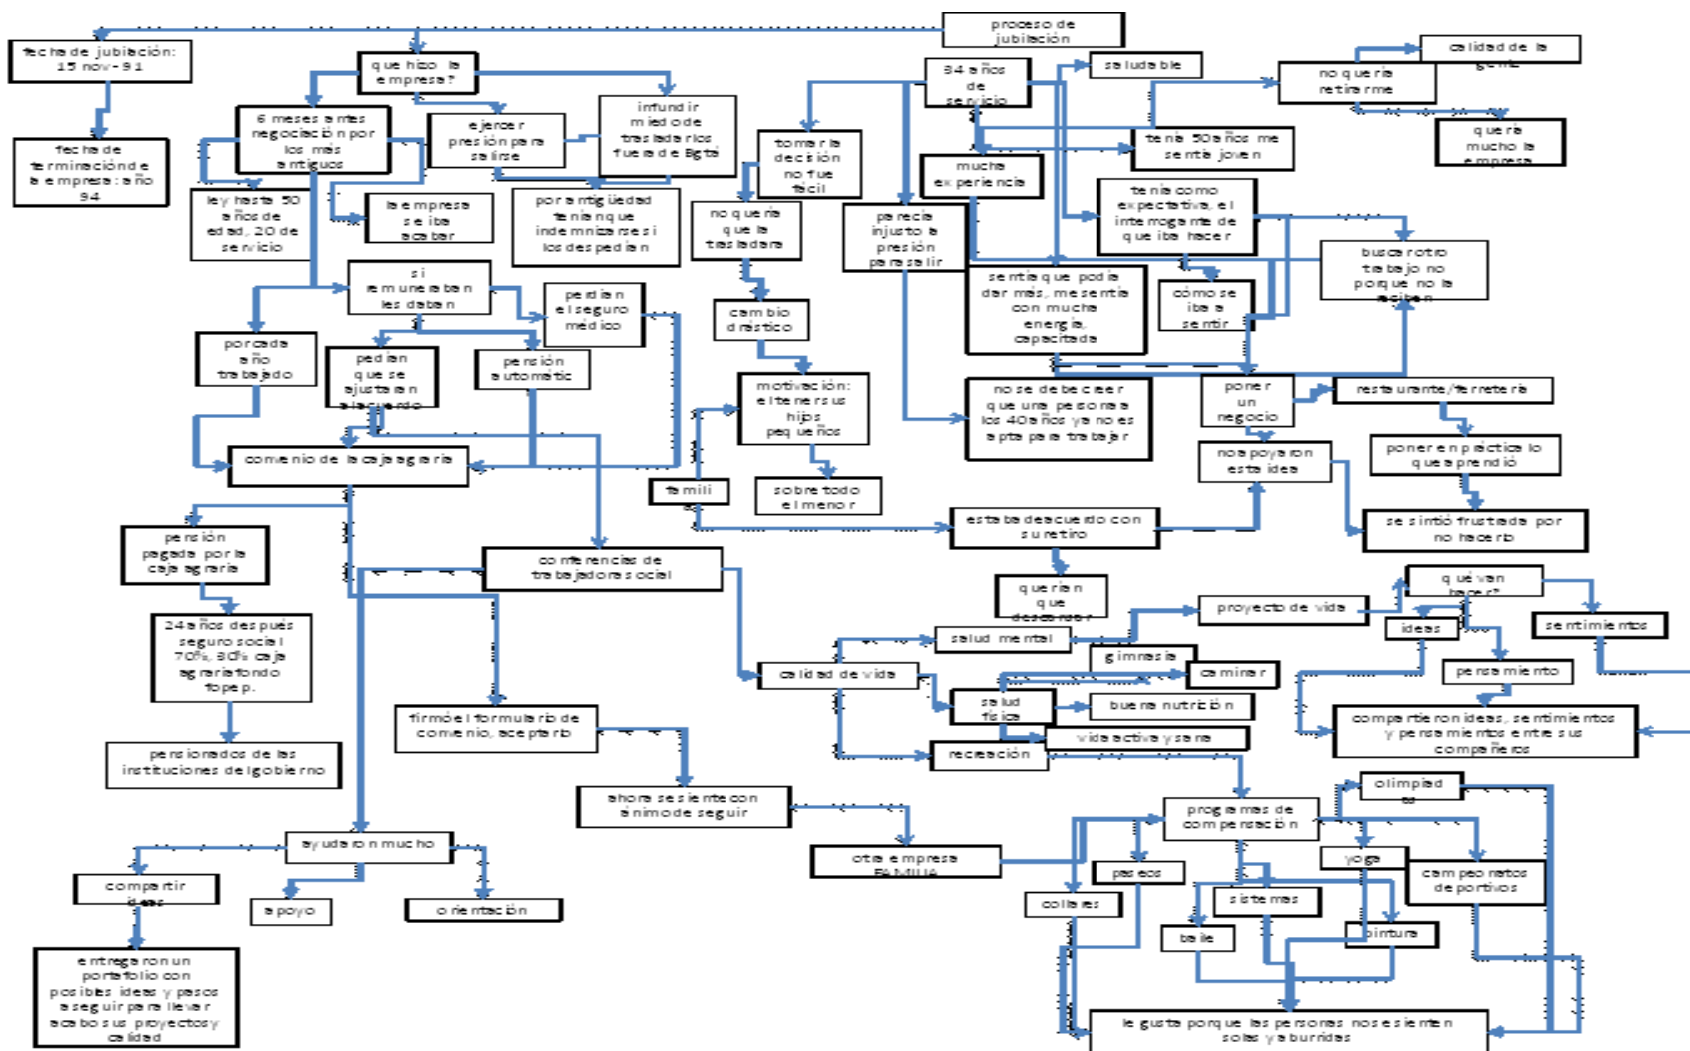 proceso de
jubilación
fecha de jubilación:
15 nov- 91
fecha de
terminación de
la empresa: año
94
que hizo la
empresa?
6 meses antes
negociación por
los más
antiguos
ejercer
presión para
salirse
infundir
miedo de
trasladarlos
fuera de Bgtá
ley hasta 50
años de
edad, 20 de
servicio
la empresa
se iba
acabar
por antigüedad
tenían que
indemnizarse si
los despedían
si
remuneraban
les daban
perdían
el seguro
médico
por cada
año
trabajado
pedían
que se
ajustaran
al acuerdo
pensión
automátic
convenio de la caja agraria
34 años
de
servicio
saludable
tomar la
decisión
no fue
fácil
no quería
que la
trasladara
cambio
drástico
motivación:
el tener sus
hijos
pequeños
sobre todo
el menor
famili
parecía
injusto la
presión
para salir
mucha
experiencia
tenía 50 años me
sentía joven
no quería
retirarme
calidad de la
gente
quería
mucho la
empresa
tenía como
expectativa, el
interrogante de
que iba hacer
cómo se
iba a
sentir
buscar otro
trabajo no
porque no la
reciben
sentía que podía
dar más, me sentía
con mucha
energía,
capacitada
no se debe creer
que una persona a
los 40 años ya no es
apta para trabajar
poner
un
negocio
restaurante/ferretería
poner en práctica lo
que aprendió
no apoyaron
esta idea
se sintió frustrada por
no hacerlo
estaba de acuerdo con
su retiro
querían
que
descansar
pensión
pagada por la
caja agraria
24 años después
seguro social
70%, 30% caja
agraria fondo
fopep.
pensionados de las
instituciones del gobierno
conferencias de
trabajadora social
firmó el formulario de
convenio, aceptarlo
ahora se siente con
ánimo de seguir
otra empresa
FAMILIA
ayudaron mucho
compartir
ideas
apoyo
orientación
entregaron un
portafolio con
posibles ideas y pasos
a seguir para llevar
acabo sus proyectos y
calidad
calidad de vida
salud mental
proyecto de vida
qué van
hacer?
ideas
sentimientos
pensamiento
compartieron ideas, sentimientos
y pensamientos entre sus
compañeros
salud
física
gimnasia
caminar
buena nutrición
vida activa y sana
recreación
programas de
compensación
olimpiad
yoga
campeonatos
deportivos
paseos
collares
sistemas
baile
pintura
le gusta porque las personas no se sienten
solas y aburridas